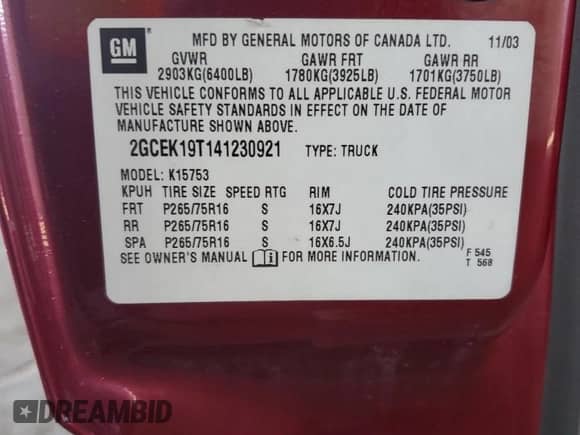 GM
MFD BY GENERAL MOTORS OF CANADA LTD. 11/03
GVWR GAWR FRT GAWR RR
2903KG(6400LB) 1780KG(3925LB) 1701KG(3750LB)
THIS VEHICLE CONFORMS TO ALL APPLICABLE U.S. FEDERAL MOTOR
VEHICLE SAFETY STANDARDS IN EFFECT ON THE DATE OF
MANUFACTURE SHOWN ABOVE.
2GCEK19T141230921 TYPE: TRUCK
MODEL: K15753
KPUH TIRE SIZE SPEED RTG RIM COLD TIRE PRESSURE
FRT P265/75R16 S 16X7J 240KPA(35PSI)
RR P265/75R16 S 16X7J 240KPA(35PSI)
SPA P265/75R16 S 16X6.5J 240KPA(35PSI)
SEE OWNER'S MANUAL i FOR MORE INFORMATION. F 545
T 568
DREAMBID